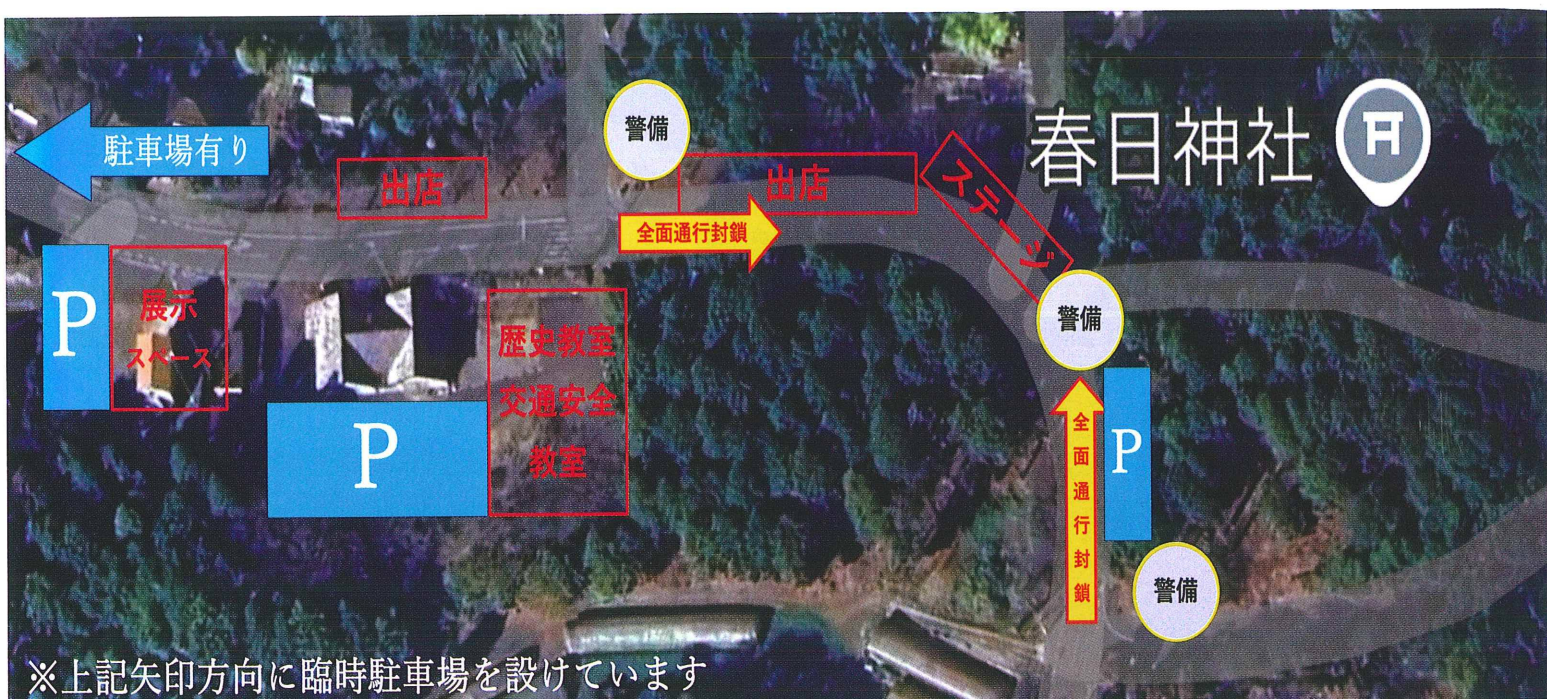 駐車場有り
出店
警備
出店
ステージ
春日神社
全面通行封鎖
P
展示
スペース
歴史教室
交通安全
教室
P
警備
全面通行封鎖
P
警備
※上記矢印方向に臨時駐車場を設けています